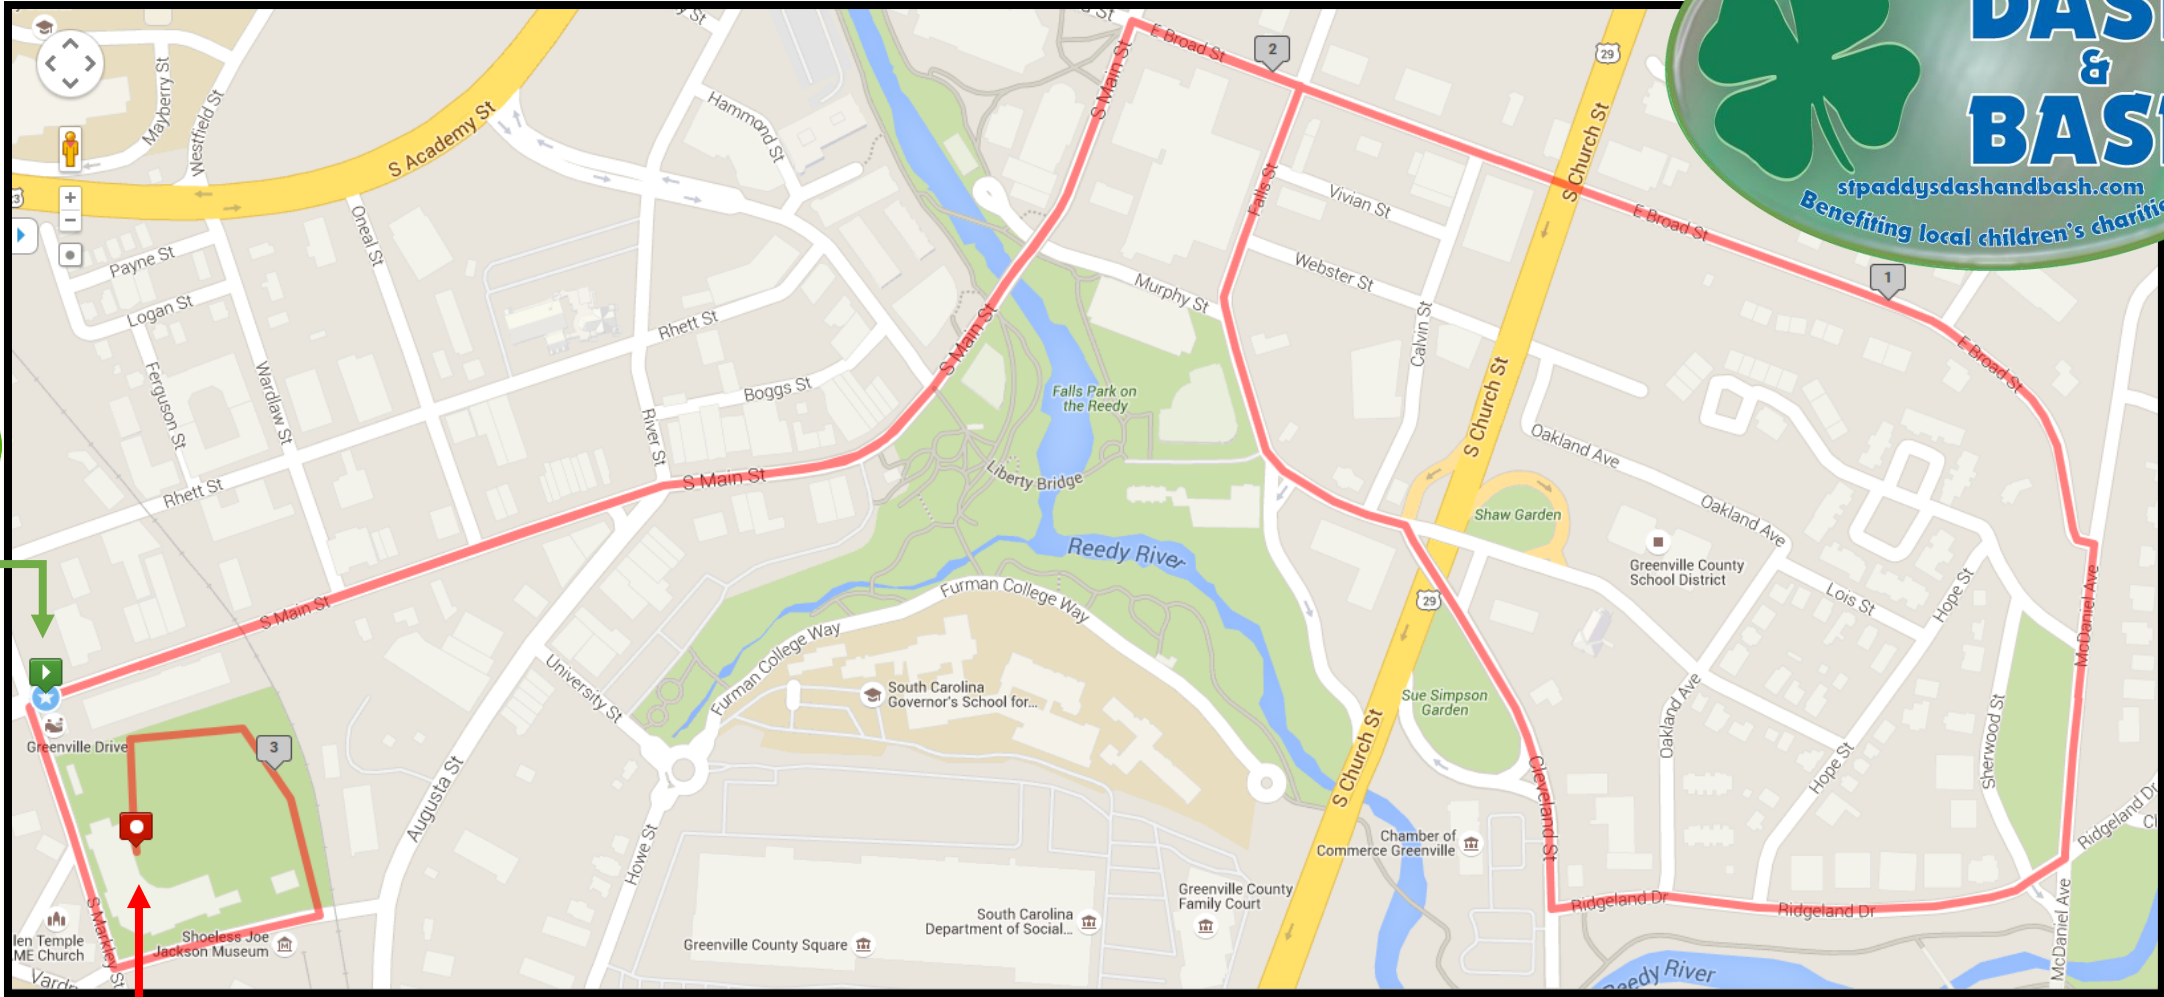 DAS
&
BAS
stpaddysdashandbash.com
Benefiting local children's charitie
E Broad St
2
29
S Main St
S Church St
Mayberry St
Westfield St
S Academy St
Hammond St
Falls St
Vivian St
E Broad St
Oneal St
Payne St
Webster St
1
Murphy St
Logan St
Rhett St
S Main St
Calvin St
E Broad St
Ferguson St
Wardlaw St
Boggs St
Falls Park on
the Reedy
S Church St
River St
Oakland Ave
Rhett St
S Main St
Liberty Bridge
Oakland Ave
Shaw Garden
Reedy River
Greenville County
School District
Furman College Way
29
Lois St
Hope St
S Main St
McDaniel Ave
Furman College Way
University St
South Carolina
Governor's School for...
Sue Simpson
Garden
Oakland Ave
Sherwood St
Greenville Drive
3
S Church St
Hope St
Augusta St
Cleveland St
Ridgeland Dr
Howe St
Chamber of
Commerce Greenville
Greenville County
Family Court
Ridgeland Dr
Ridgeland Dr
S Markley St
South Carolina
Department of Social...
McDaniel Ave
len Temple
ME Church
Shoeless Joe
Jackson Museum
Greenville County Square
Vardr
Reedy River